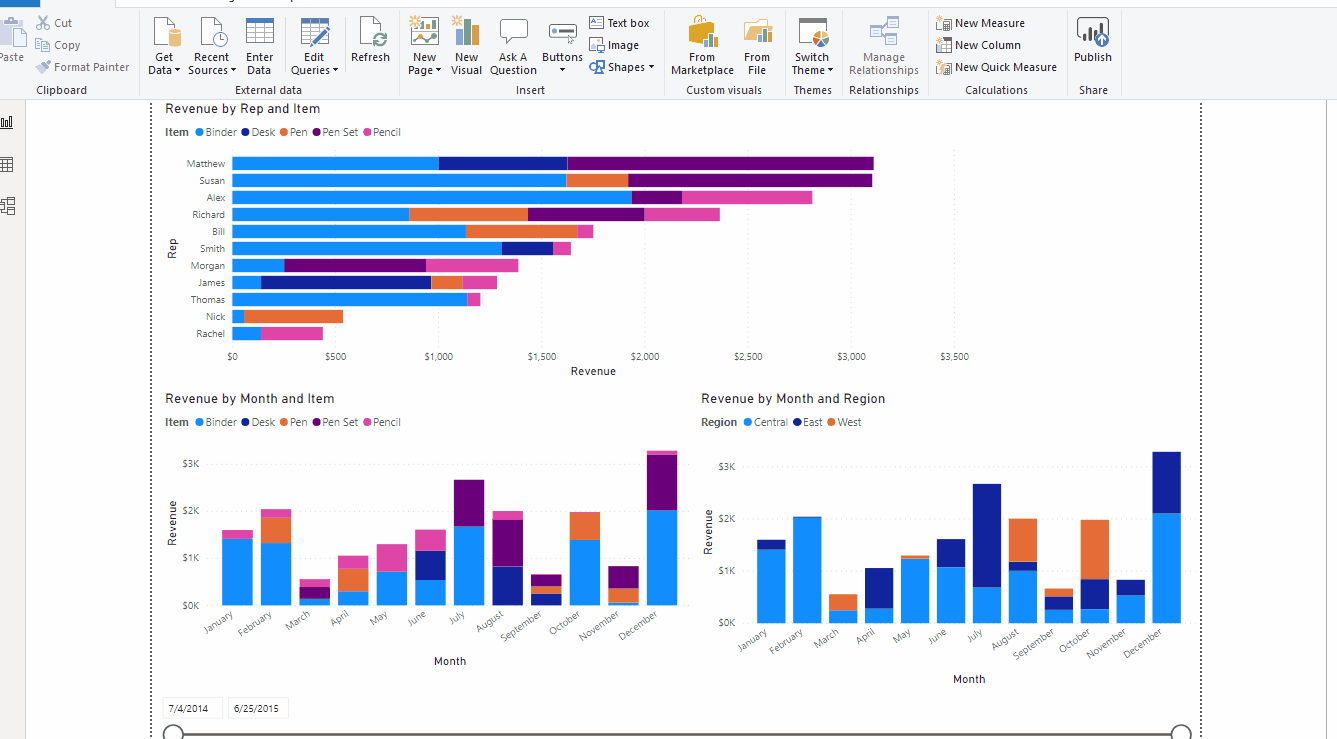 Cut
Copy
Paste
Format Painter
Clipboard
Get Data
Recent Sources
Enter Data
Edit Queries
Refresh
External data
New Page
New Visual
Ask A Question
Buttons
Text box
Image
Shapes
Insert
From Marketplace
From File
Custom visuals
Switch Theme
Themes
Manage Relationships
Relationships
New Measure
New Column
New Quick Measure
Calculations
Publish
Share
Revenue by Rep and Item
Item Binder Desk Pen Pen Set Pencil
Rep
Matthew
Susan
Alex
Richard
Bill
Smith
Morgan
James
Thomas
Nick
Rachel
$0 $500 $1,000 $1,500 $2,000 $2,500 $3,000 $3,500
Revenue
Revenue by Month and Item
Item Binder Desk Pen Pen Set Pencil
Revenue
$3K
$2K
$1K
$0K
January February March April May June July August September October November December
Month
Revenue by Month and Region
Region Central East West
Revenue
$3K
$2K
$1K
$0K
January February March April May June July August September October November December
Month
7/4/2014 6/25/2015